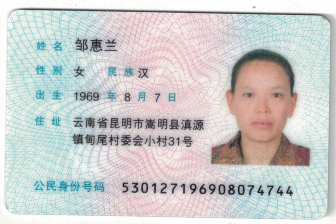 姓名 邹惠兰
性别 女 民族 汉
出生 1969 年 8 月 7 日
住址 云南省昆明市嵩明县滇源
镇甸尾村委会小村31号
公民身份号码 530127196908074744